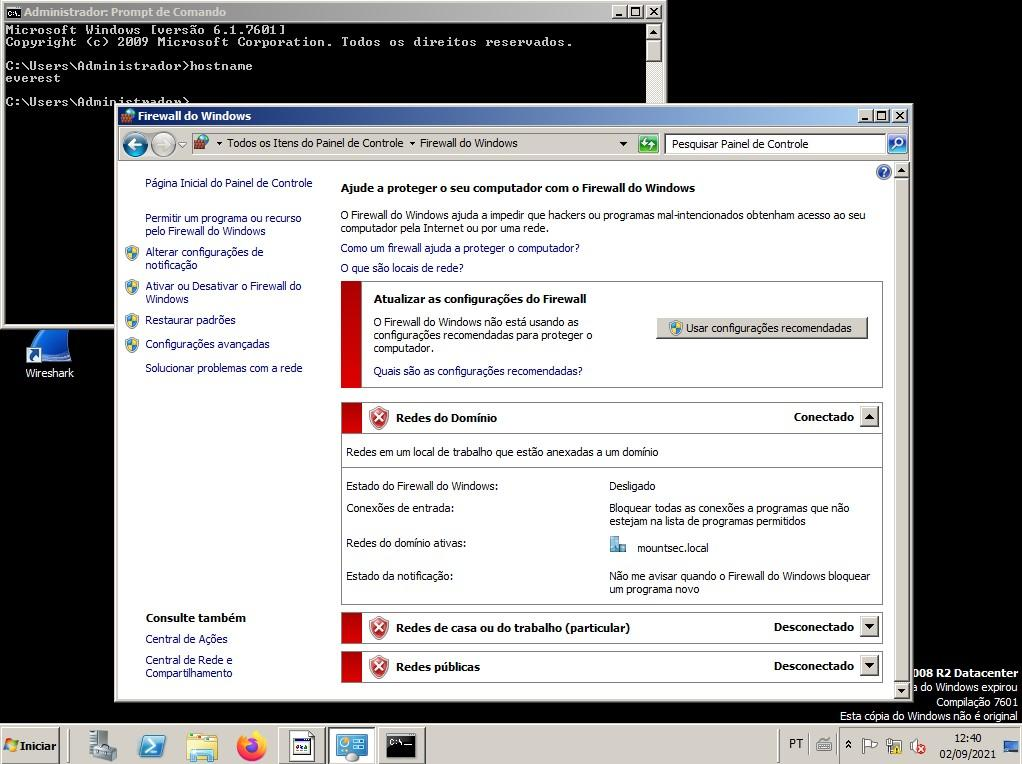 Administrador: Prompt de Comando
Microsoft Windows [versão 6.1.7601]
Copyright (c) 2009 Microsoft Corporation. Todos os direitos reservados.
C:\Users\Administrador>hostname
everest
C:\Users\Administrador>
Firewall do Windows
Todos os Itens do Painel de Controle
Firewall do Windows
Pesquisar Painel de Controle
Página Inicial do Painel de Controle
Permitir um programa ou recurso
pelo Firewall do Windows
Alterar configurações de
notificação
Ativar ou Desativar o Firewall do
Windows
Restaurar padrões
Configurações avançadas
Solucionar problemas com a rede
Consulte também
Central de Ações
Central de Rede e
Compartilhamento
Ajude a proteger o seu computador com o Firewall do Windows
O Firewall do Windows ajuda a impedir que hackers ou programas mal-intencionados obtenham acesso ao seu
computador pela Internet ou por uma rede.
Como um firewall ajuda a proteger o computador?
O que são locais de rede?
Atualizar as configurações do Firewall
O Firewall do Windows não está usando as
configurações recomendadas para proteger o
computador.
Usar configurações recomendadas
Quais são as configurações recomendadas?
Redes do Domínio
Conectado
Redes em um local de trabalho que estão anexadas a um domínio
Estado do Firewall do Windows:
Desligado
Conexões de entrada:
Bloquear todas as conexões a programas que não
estejam na lista de programas permitidos
Redes do domínio ativas:
mountsec.local
Estado da notificação:
Não me avisar quando o Firewall do Windows bloquear
um programa novo
Redes de casa ou do trabalho (particular)
Desconectado
Redes públicas
Desconectado
Wireshark
008 R2 Datacenter
a do Windows expirou
Compilação 7601
Esta cópia do Windows não é original
Iniciar
PT
12:40
02/09/2021